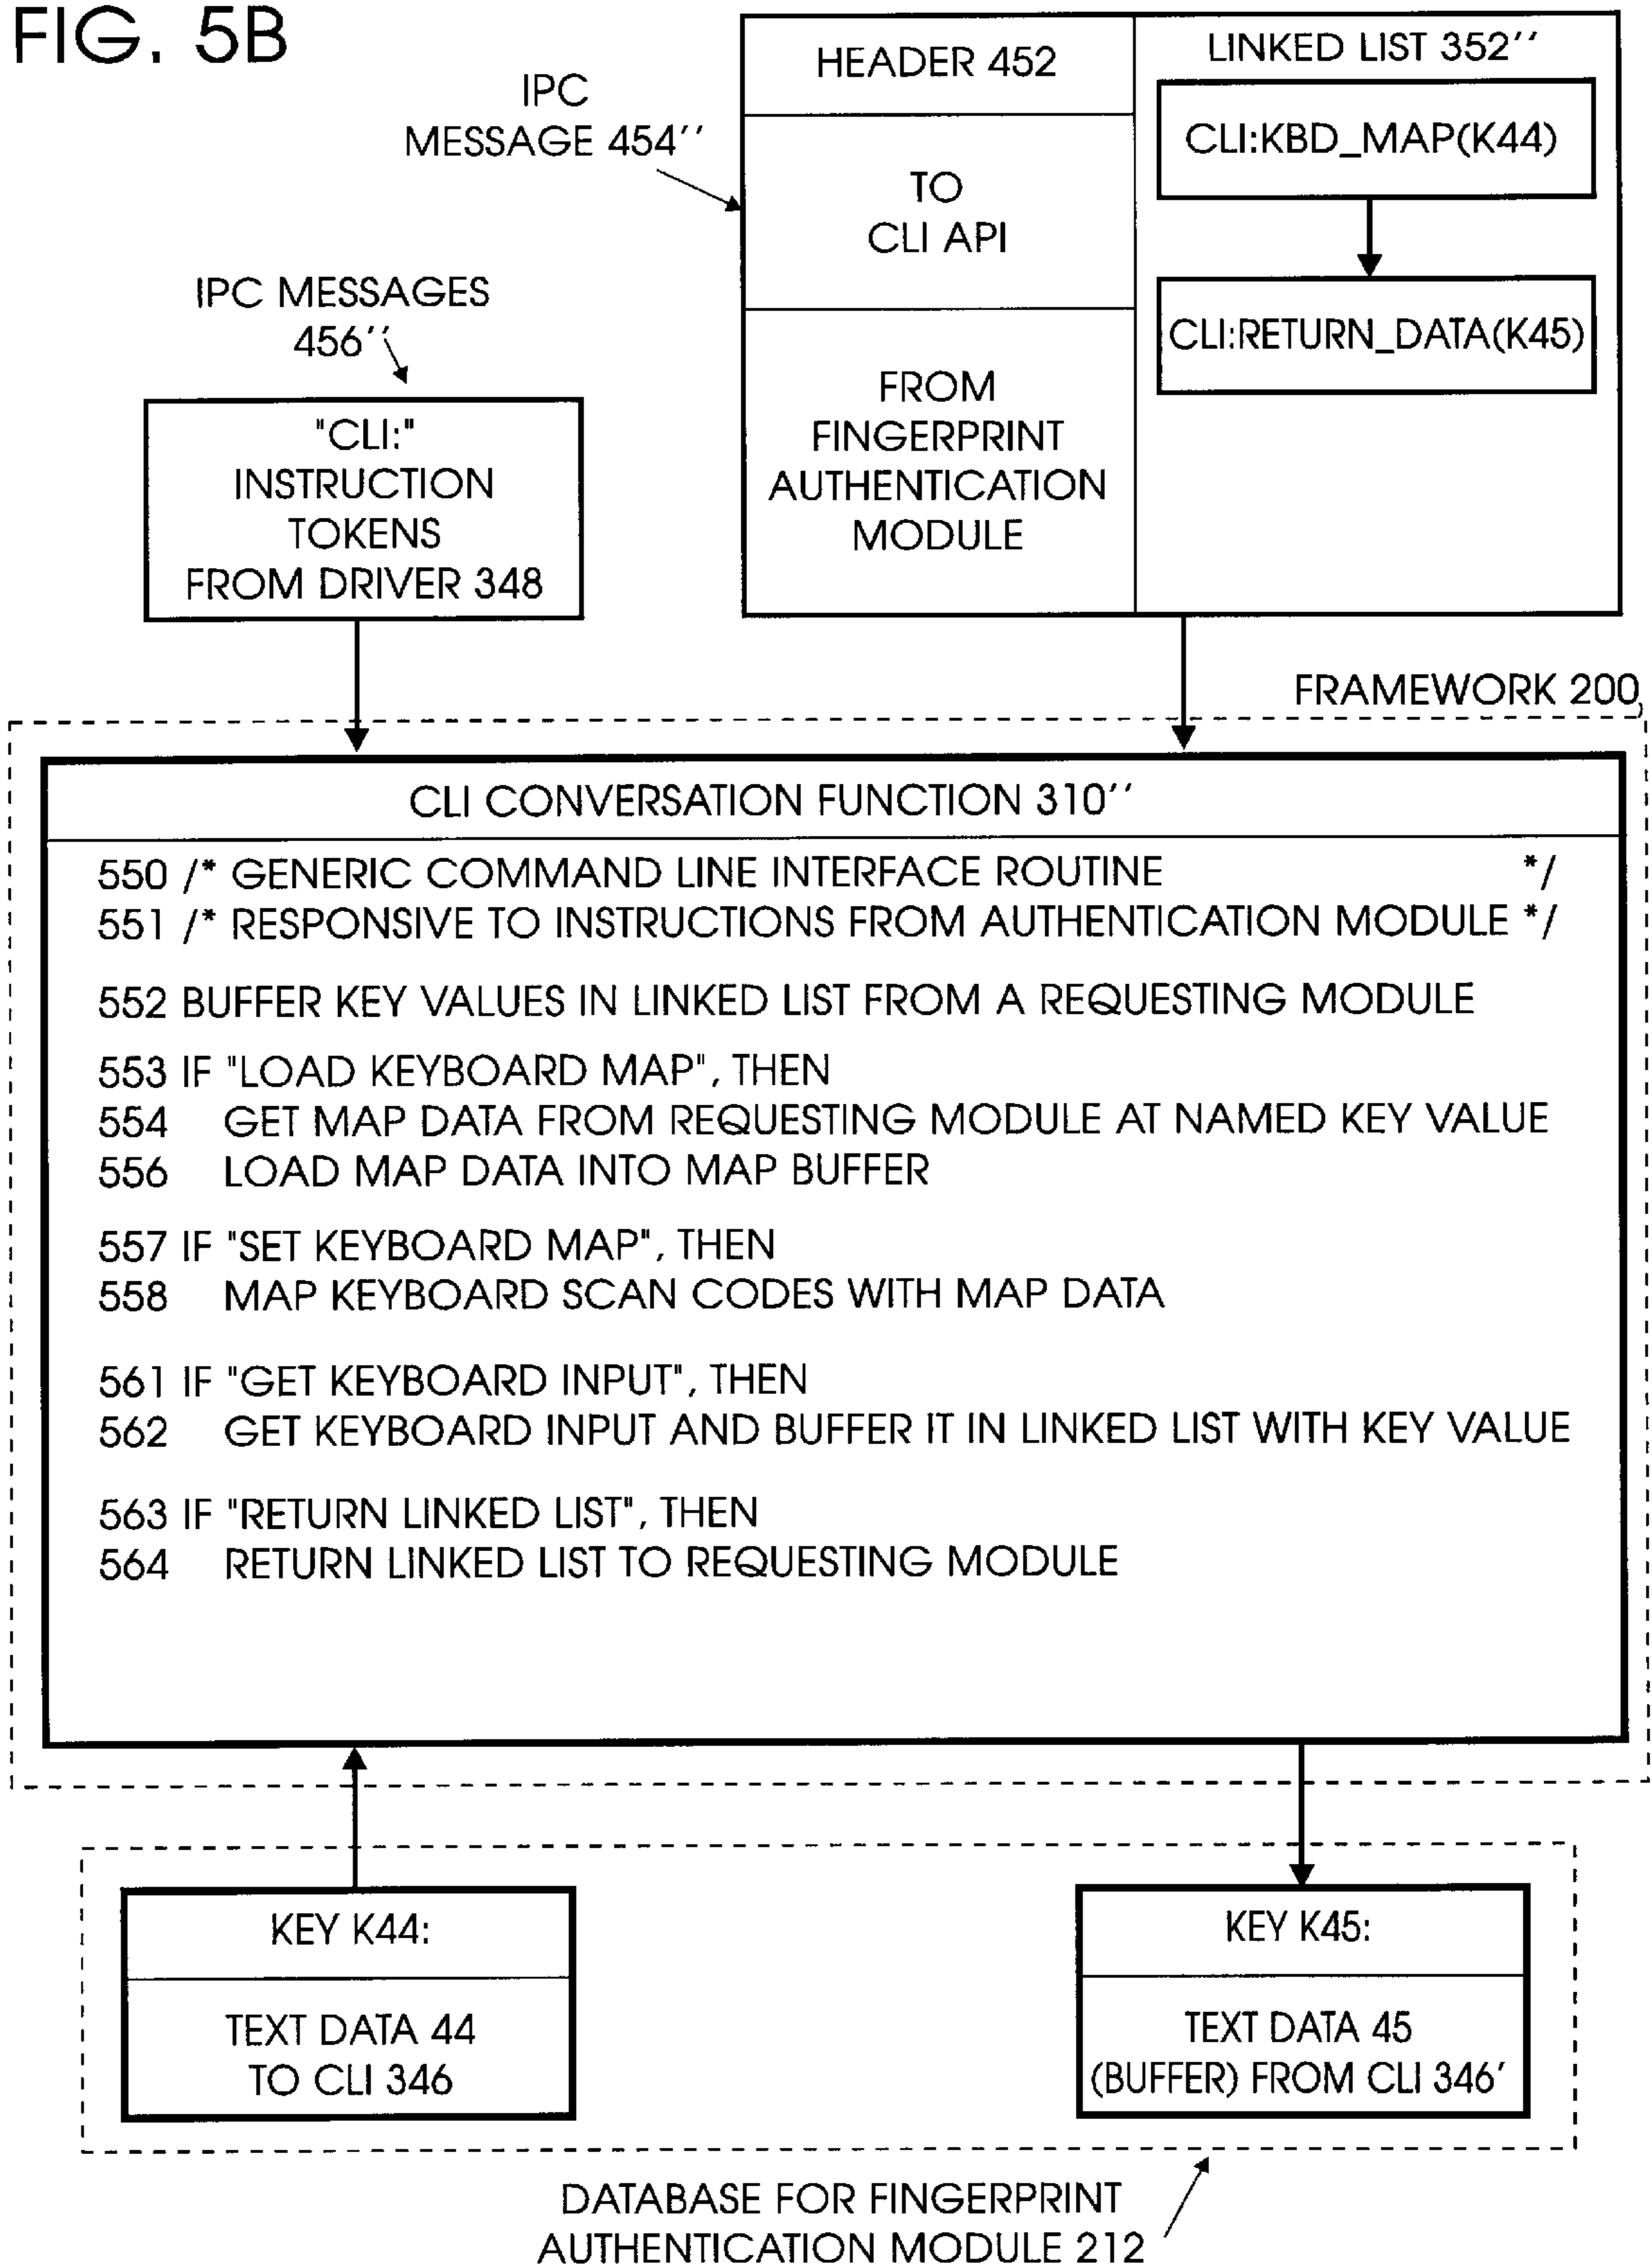 FIG. 5B
IPC
MESSAGE 454''
HEADER 452
TO
CLI API
FROM
FINGERPRINT
AUTHENTICATION
MODULE
LINKED LIST 352''
CLI:KBD_MAP(K44)
CLI:RETURN_DATA(K45)
IPC MESSAGES
456''
"CLI:"
INSTRUCTION
TOKENS
FROM DRIVER 348
FRAMEWORK 200
CLI CONVERSATION FUNCTION 310''
550 /* GENERIC COMMAND LINE INTERFACE ROUTINE */
551 /* RESPONSIVE TO INSTRUCTIONS FROM AUTHENTICATION MODULE */
552 BUFFER KEY VALUES IN LINKED LIST FROM A REQUESTING MODULE
553 IF "LOAD KEYBOARD MAP", THEN
554 GET MAP DATA FROM REQUESTING MODULE AT NAMED KEY VALUE
556 LOAD MAP DATA INTO MAP BUFFER
557 IF "SET KEYBOARD MAP", THEN
558 MAP KEYBOARD SCAN CODES WITH MAP DATA
561 IF "GET KEYBOARD INPUT", THEN
562 GET KEYBOARD INPUT AND BUFFER IT IN LINKED LIST WITH KEY VALUE
563 IF "RETURN LINKED LIST", THEN
564 RETURN LINKED LIST TO REQUESTING MODULE
KEY K44:
TEXT DATA 44
TO CLI 346
KEY K45:
TEXT DATA 45
(BUFFER) FROM CLI 346'
DATABASE FOR FINGERPRINT
AUTHENTICATION MODULE 212